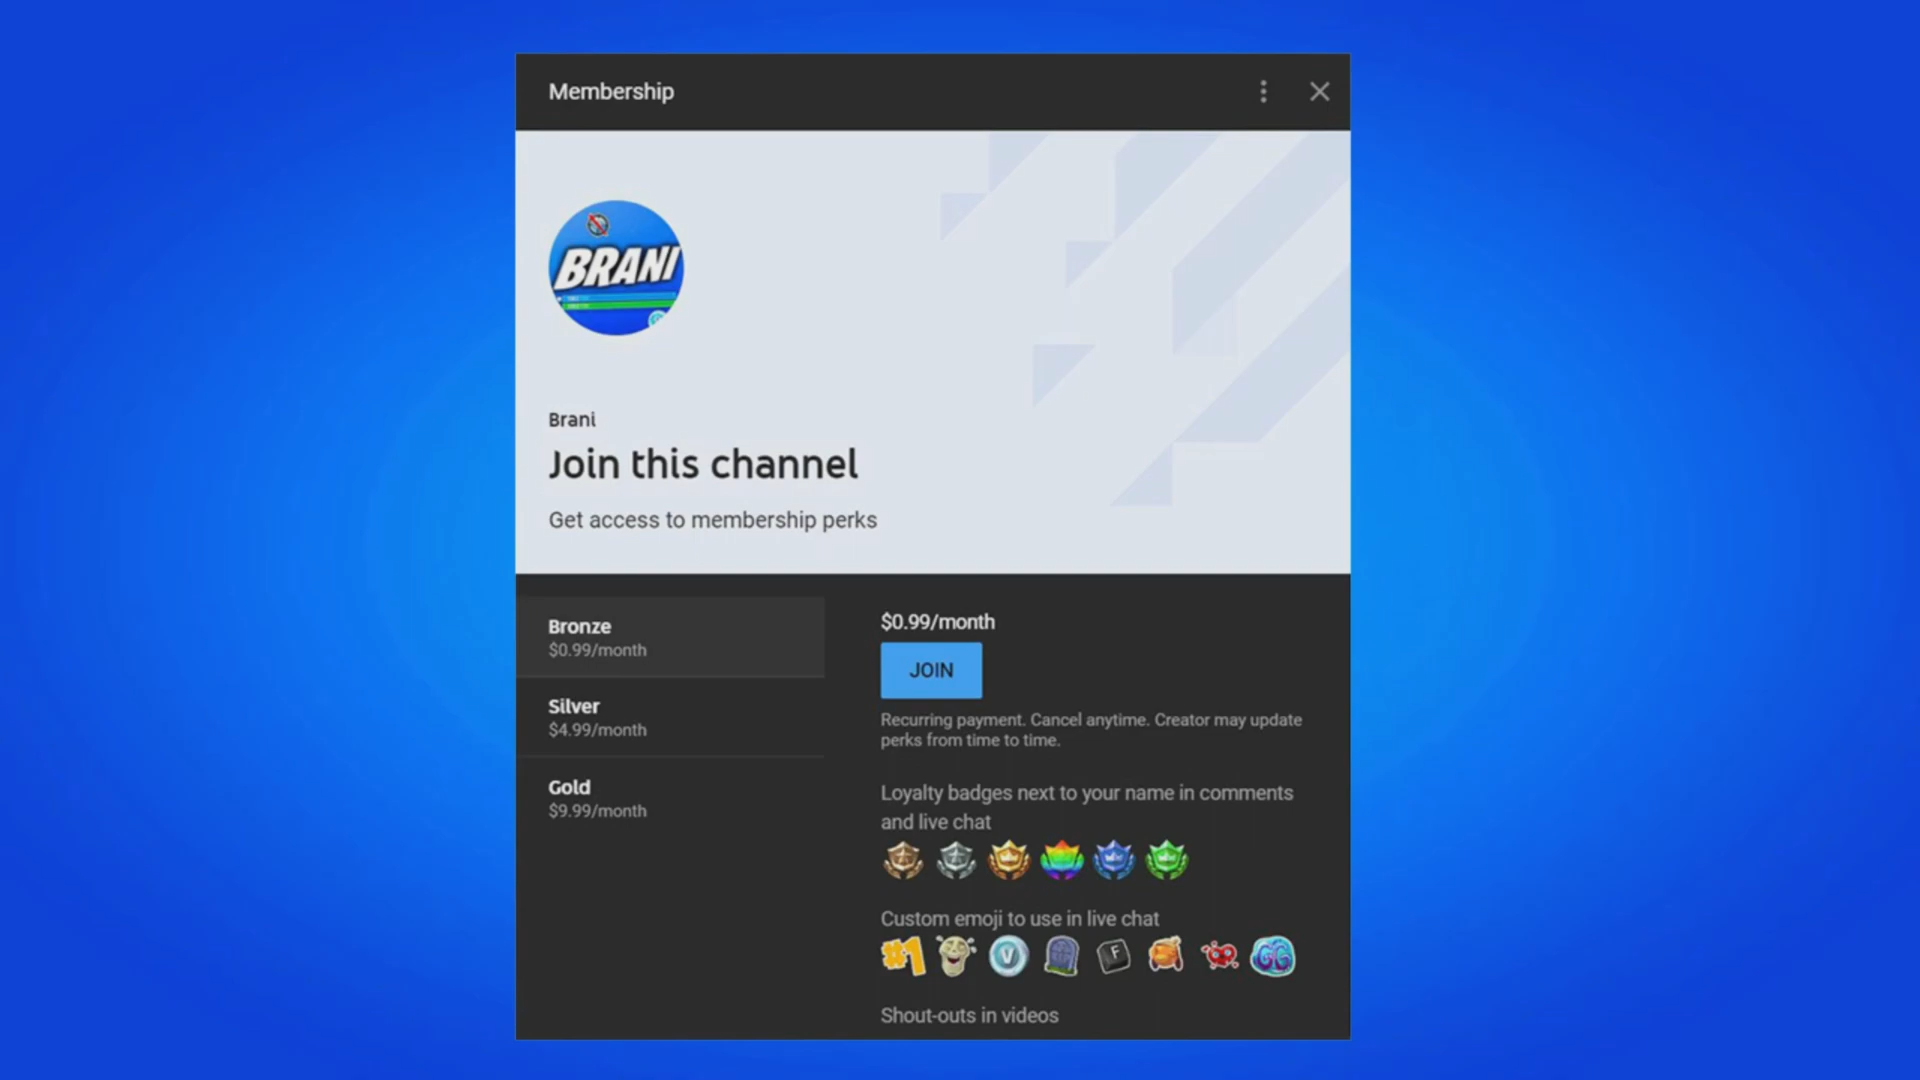 Membership
BRANI
Brani
Join this channel
Get access to membership perks
Bronze
$0.99/month
Silver
$4.99/month
Gold
$9.99/month
$0.99/month
JOIN
Recurring payment. Cancel anytime. Creator may update
perks from time to time.
Loyalty badges next to your name in comments
and live chat
Custom emoji to use in live chat
#1
V
RIP
F
GG
Shout-outs in videos